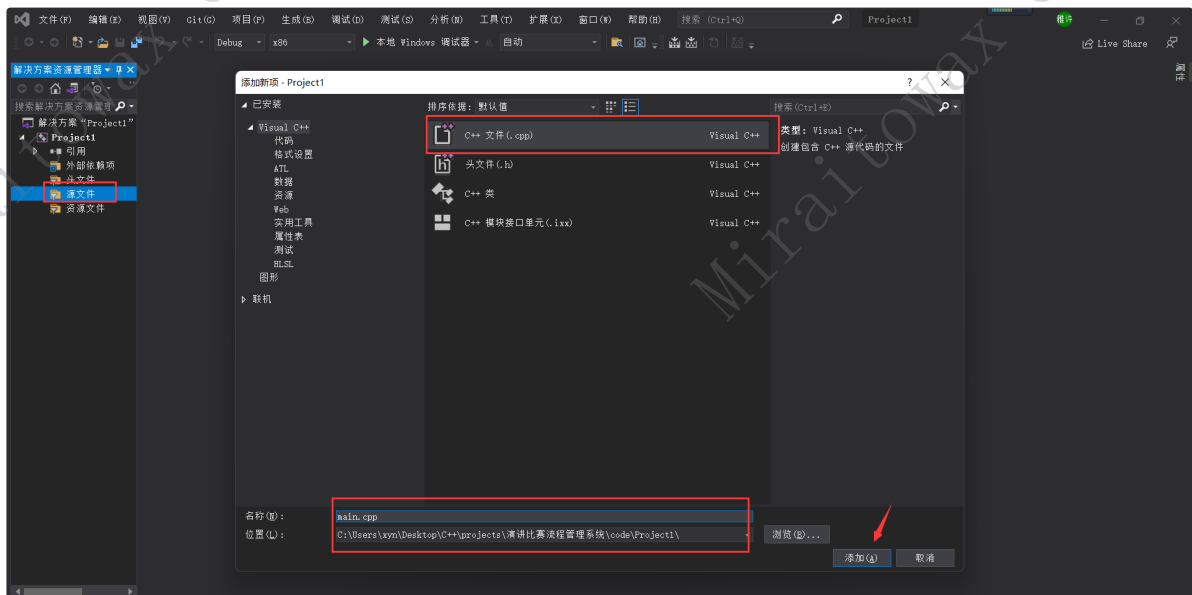 文件(F) 编辑(E) 视图(V) Git(G) 项目(P) 生成(B) 调试(D) 测试(S) 分析(N) 工具(T) 扩展(X) 窗口(W) 帮助(H) 搜索 (Ctrl+Q) Project1 稚许
Debug x86 本地 Windows 调试器 自动 Live Share
解决方案资源管理器
搜索解决方案资源管理
解决方案"Project1"
Project1
引用
外部依赖项
头文件
源文件
资源文件
属性
添加新项 - Project1 ? ×
已安装
排序依据: 默认值
搜索(Ctrl+E)
Visual C++
代码
格式设置
ATL
数据
资源
Web
实用工具
属性表
测试
HLSL
图形
联机
C++ 文件(.cpp) Visual C++
头文件(.h) Visual C++
C++ 类 Visual C++
C++ 模块接口单元(.ixx) Visual C++
类型: Visual C++
创建包含 C++ 源代码的文件
名称(N): main.cpp
位置(L): C:\Users\xyn\Desktop\C++\projects\演讲比赛流程管理系统\code\Project1\ 浏览(B)...
添加(A) 取消
Miraitowax